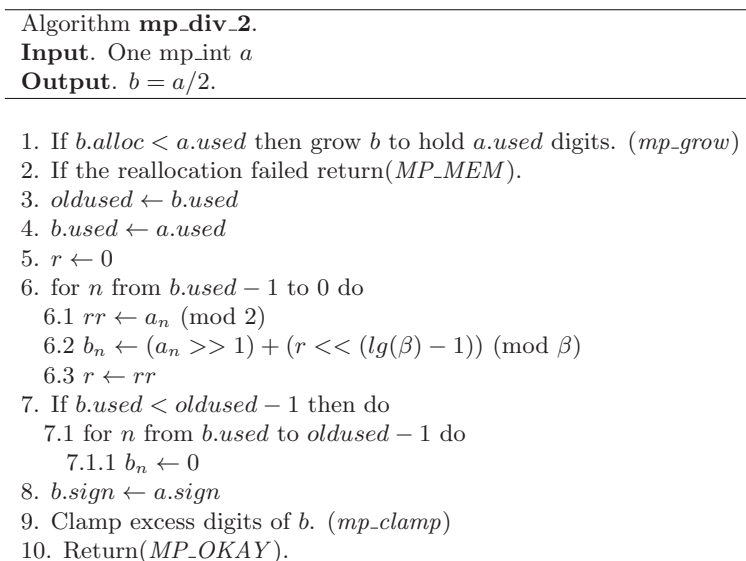 Algorithm mp_div_2.
Input. One mp_int a
Output. b = a/2.
1. If b.alloc < a.used then grow b to hold a.used digits. (mp_grow)
2. If the reallocation failed return(MP_MEM).
3. oldused ← b.used
4. b.used ← a.used
5. r ← 0
6. for n from b.used − 1 to 0 do
6.1 rr ← aₙ (mod 2)
6.2 bₙ ← (aₙ >> 1) + (r << (lg(β) − 1)) (mod β)
6.3 r ← rr
7. If b.used < oldused − 1 then do
7.1 for n from b.used to oldused − 1 do
7.1.1 bₙ ← 0
8. b.sign ← a.sign
9. Clamp excess digits of b. (mp_clamp)
10. Return(MP_OKAY).